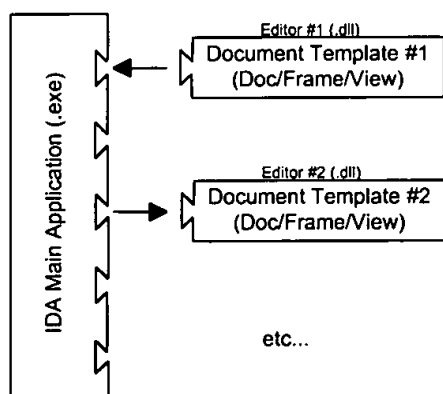 IDA Main Application (.exe)
Editor #1 (.dll)
Document Template #1
(Doc/Frame/View)
Editor #2 (.dll)
Document Template #2
(Doc/Frame/View)
etc...